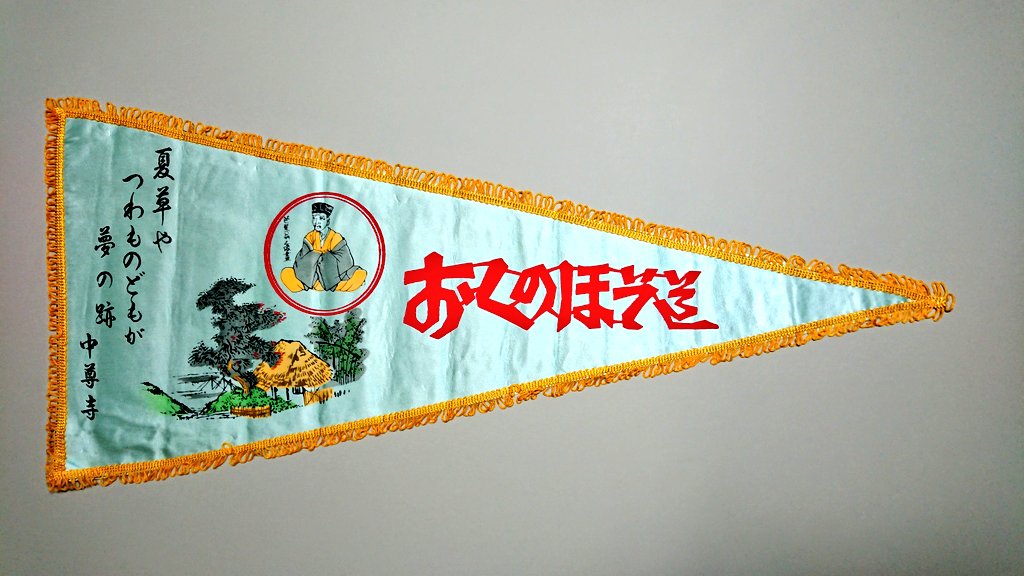 夏草や
つわものどもが
夢の跡
中尊寺
おくのほそ道